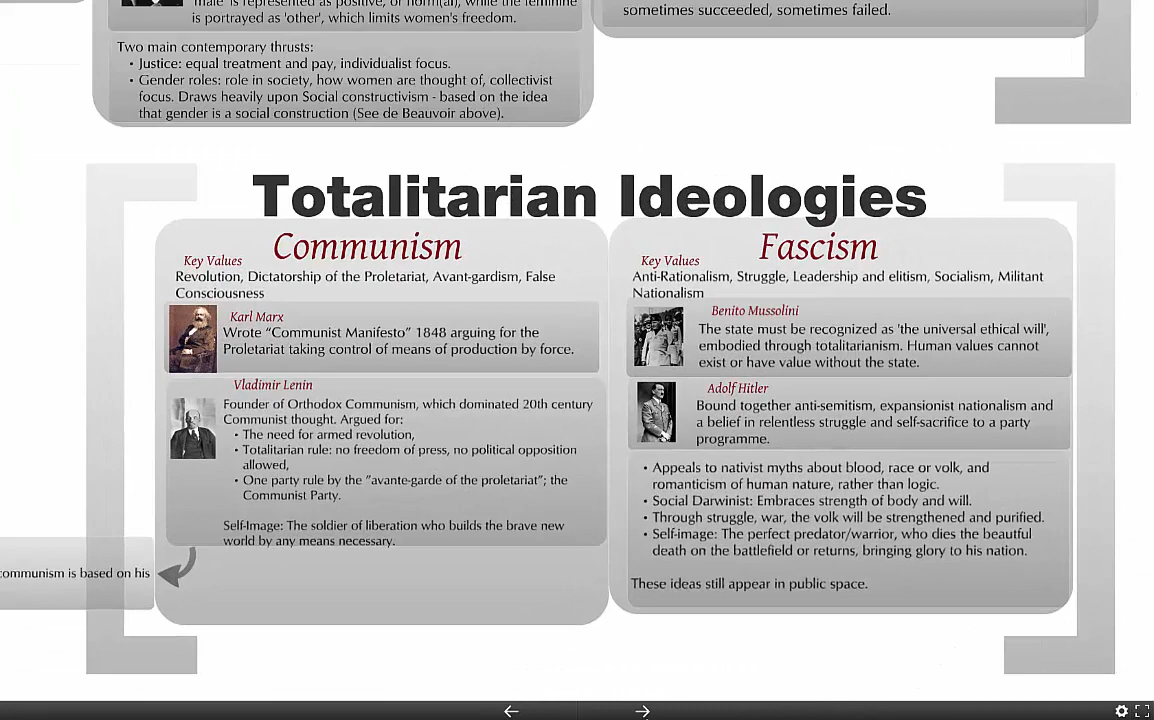 'male' is represented as positive, or norm(al), while the feminine
is portrayed as 'other', which limits women's freedom.
Two main contemporary thrusts:
• Justice: equal treatment and pay, individualist focus.
• Gender roles: role in society, how women are thought of, collectivist
focus. Draws heavily upon Social constructivism - based on the idea
that gender is a social construction (See de Beauvoir above).
sometimes succeeded, sometimes failed.
Totalitarian Ideologies
Communism
Key Values
Revolution, Dictatorship of the Proletariat, Avant-gardism, False
Consciousness
Karl Marx
Wrote “Communist Manifesto” 1848 arguing for the
Proletariat taking control of means of production by force.
Vladimir Lenin
Founder of Orthodox Communism, which dominated 20th century
Communist thought. Argued for:
• The need for armed revolution,
• Totalitarian rule: no freedom of press, no political opposition
allowed,
• One party rule by the ”avante-garde of the proletariat”; the
Communist Party.
Self-Image: The soldier of liberation who builds the brave new
world by any means necessary.
communism is based on his
Fascism
Key Values
Anti-Rationalism, Struggle, Leadership and elitism, Socialism, Militant
Nationalism
Benito Mussolini
The state must be recognized as 'the universal ethical will',
embodied through totalitarianism. Human values cannot
exist or have value without the state.
Adolf Hitler
Bound together anti-semitism, expansionist nationalism and
a belief in relentless struggle and self-sacrifice to a party
programme.
• Appeals to nativist myths about blood, race or volk, and
romanticism of human nature, rather than logic.
• Social Darwinist: Embraces strength of body and will.
• Through struggle, war, the volk will be strengthened and purified.
• Self-image: The perfect predator/warrior, who dies the beautful
death on the battlefield or returns, bringing glory to his nation.
These ideas still appear in public space.